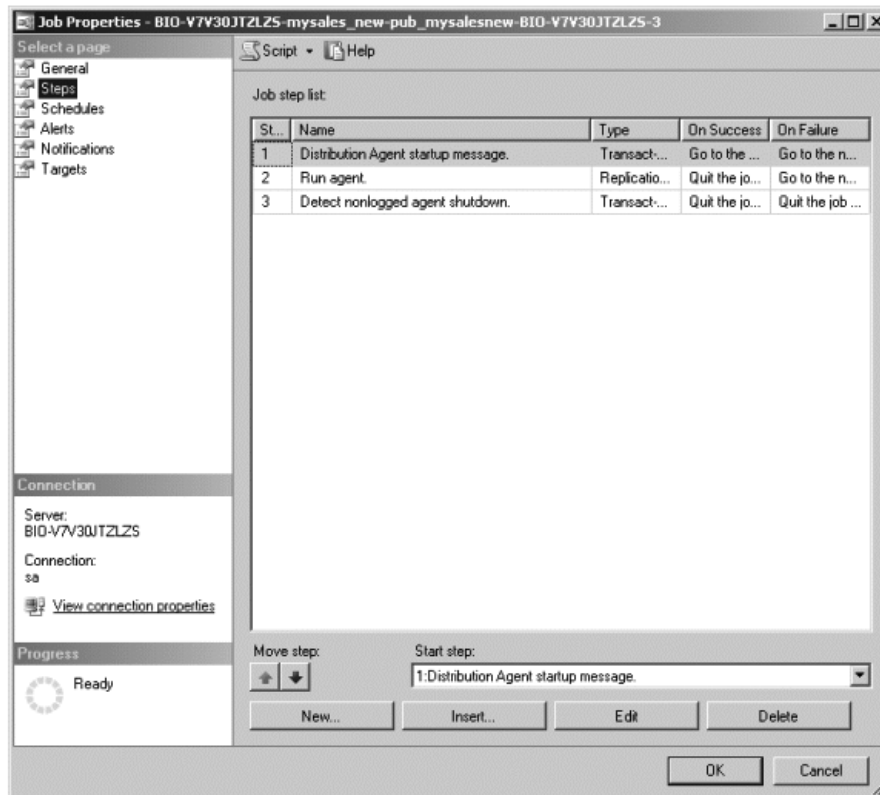 Job Properties - BIO-V7V30JTZLZS-mysales_new-pub_mysalesnew-BIO-V7V30JTZLZS-3
Select a page
General
Steps
Schedules
Alerts
Notifications
Targets
Script Help
Job step list:
St... Name Type On Success On Failure
1 Distribution Agent startup message. Transact-... Go to the ... Go to the n...
2 Run agent. Replicatio... Quit the jo... Go to the n...
3 Detect nonlogged agent shutdown. Transact-... Quit the jo... Quit the job ...
Connection
Server:
BIO-V7V30JTZLZS
Connection:
sa
View connection properties
Progress
Ready
Move step: Start step:
1:Distribution Agent startup message.
New... Insert... Edit Delete
OK Cancel